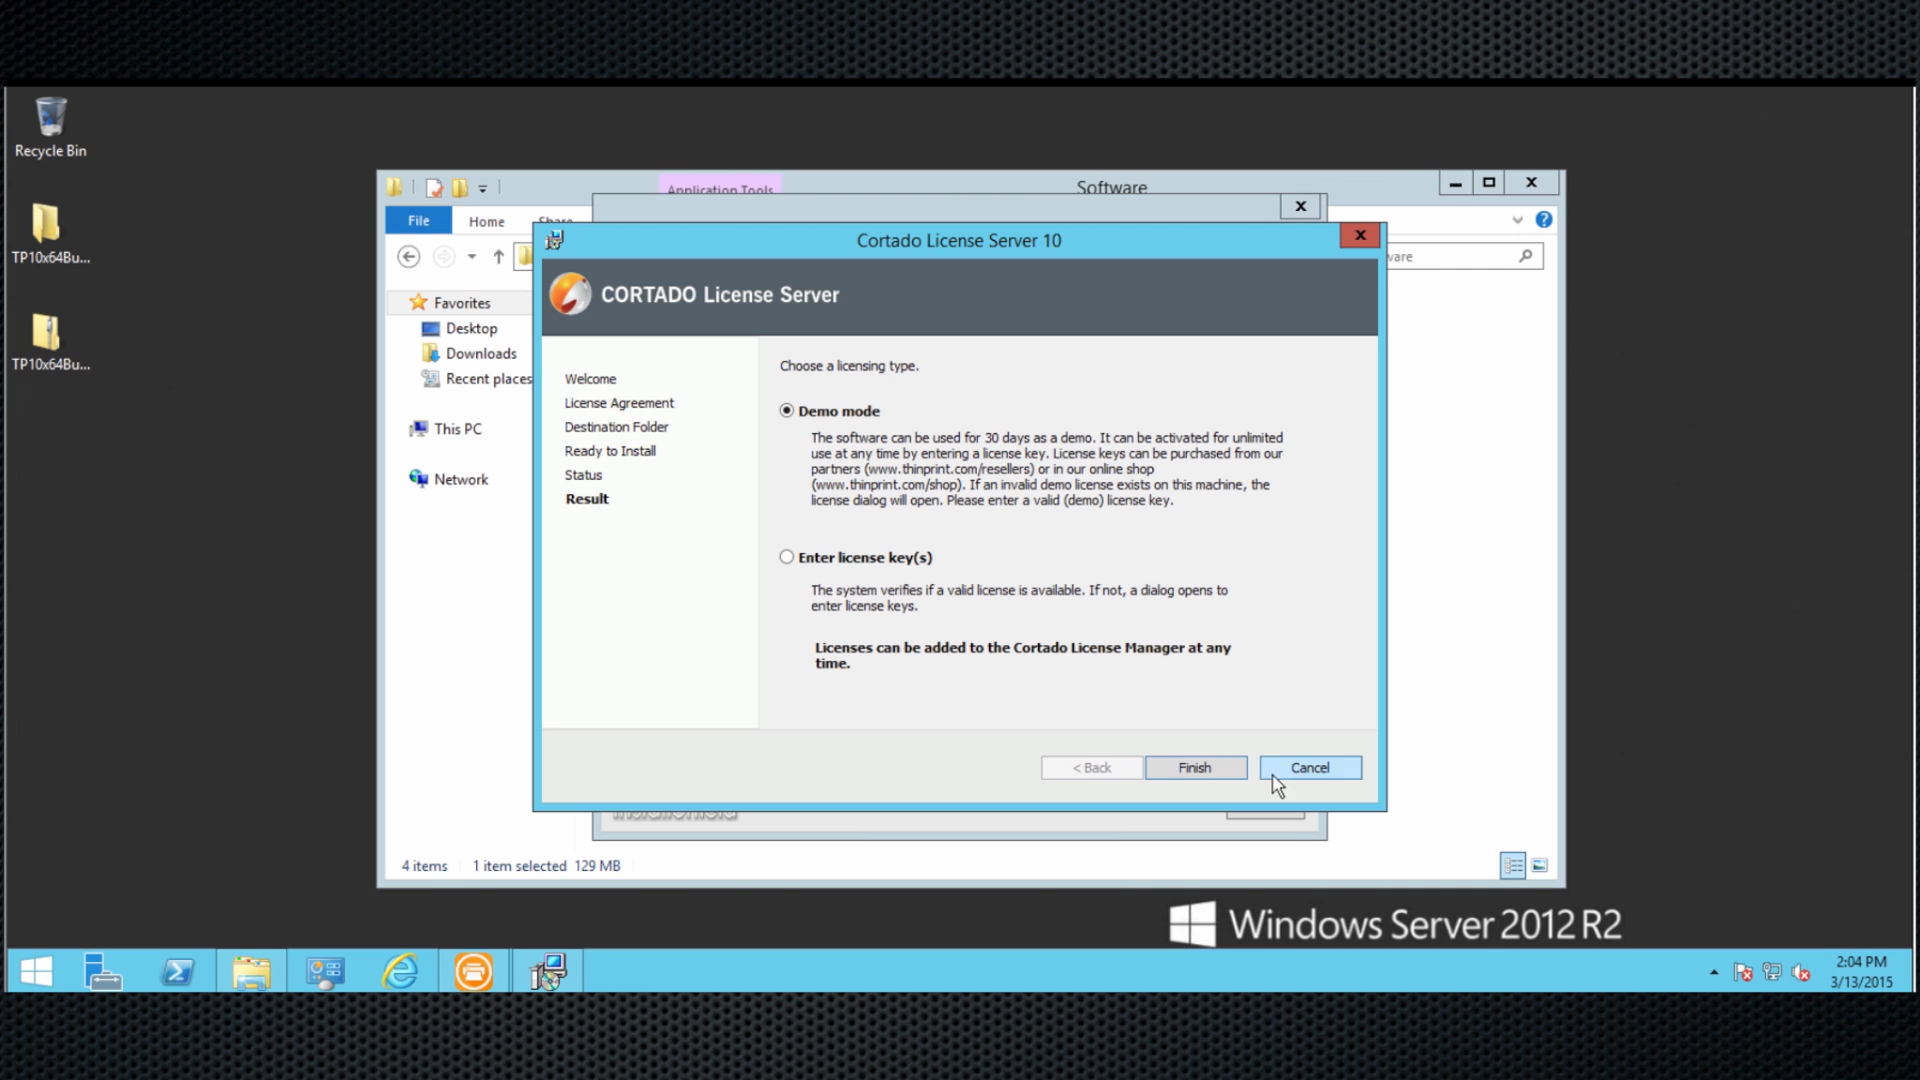 Recycle Bin
TP10x64Bu...
TP10x64Bu...
Application Tools
Software
File
Home
Share
Favorites
Desktop
Downloads
Recent places
This PC
Network
Cortado License Server 10
CORTADO License Server
Welcome
License Agreement
Destination Folder
Ready to Install
Status
Result
Choose a licensing type.
Demo mode
The software can be used for 30 days as a demo. It can be activated for unlimited
use at any time by entering a license key. License keys can be purchased from our
partners (www.thinprint.com/resellers) or in our online shop
(www.thinprint.com/shop). If an invalid demo license exists on this machine, the
license dialog will open. Please enter a valid (demo) license key.
Enter license key(s)
The system verifies if a valid license is available. If not, a dialog opens to
enter license keys.
Licenses can be added to the Cortado License Manager at any
time.
< Back
Finish
Cancel
InstallShield
4 items
1 item selected 129 MB
Windows Server 2012 R2
2:04 PM
3/13/2015